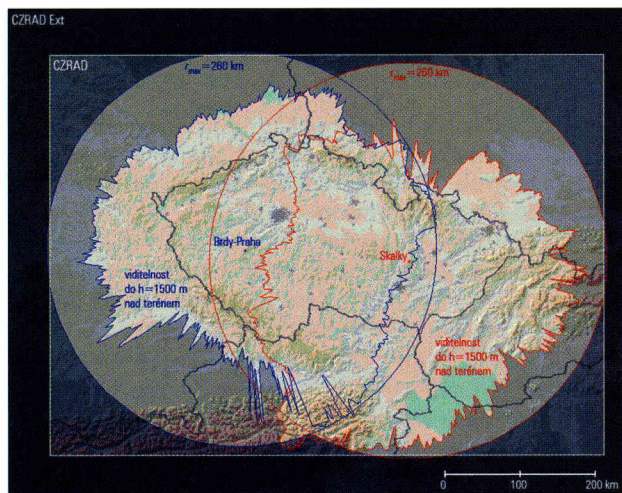 CZRAD Ext
CZRAD
rmax=260 km
rmax=260 km
Brdy-Praha
Skalky
viditelnost
do h=1500 m
nad terénem
viditelnost
do h=1500 m
nad terénem
0 100 200 km